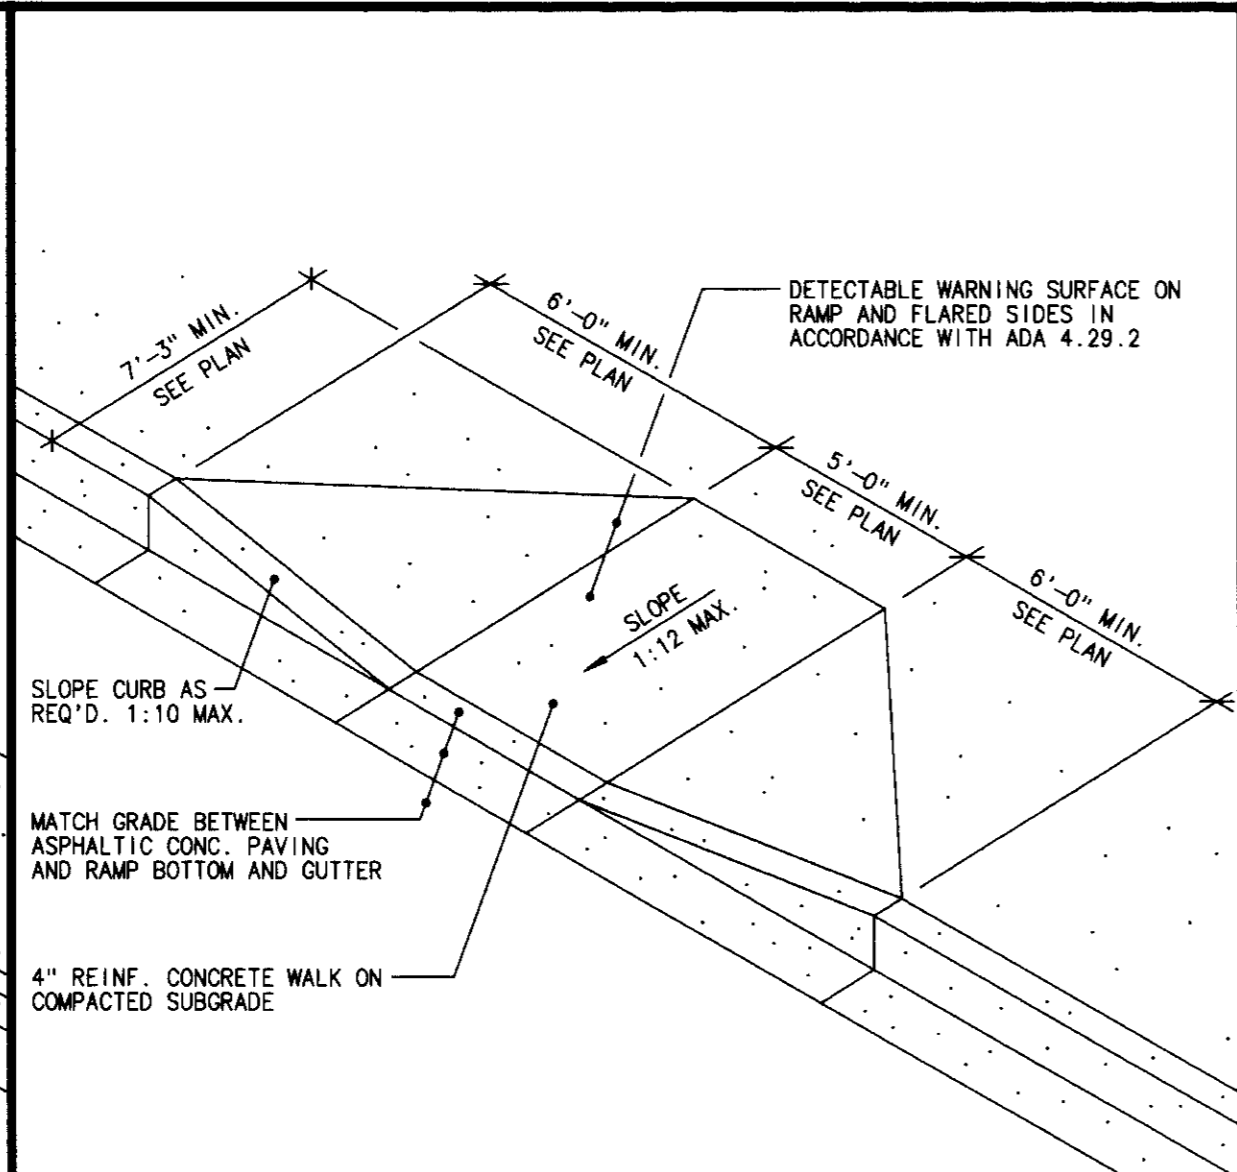 7'-3" MIN.
SEE PLAN
6'-0" MIN.
SEE PLAN
DETECTABLE WARNING SURFACE ON
RAMP AND FLARED SIDES IN
ACCORDANCE WITH ADA 4.29.2
5'-0" MIN.
SEE PLAN
6'-0" MIN.
SEE PLAN
SLOPE
1:12 MAX.
SLOPE CURB AS
REQ'D. 1:10 MAX.
MATCH GRADE BETWEEN
ASPHALTIC CONC. PAVING
AND RAMP BOTTOM AND GUTTER
4" REINF. CONCRETE WALK ON
COMPACTED SUBGRADE